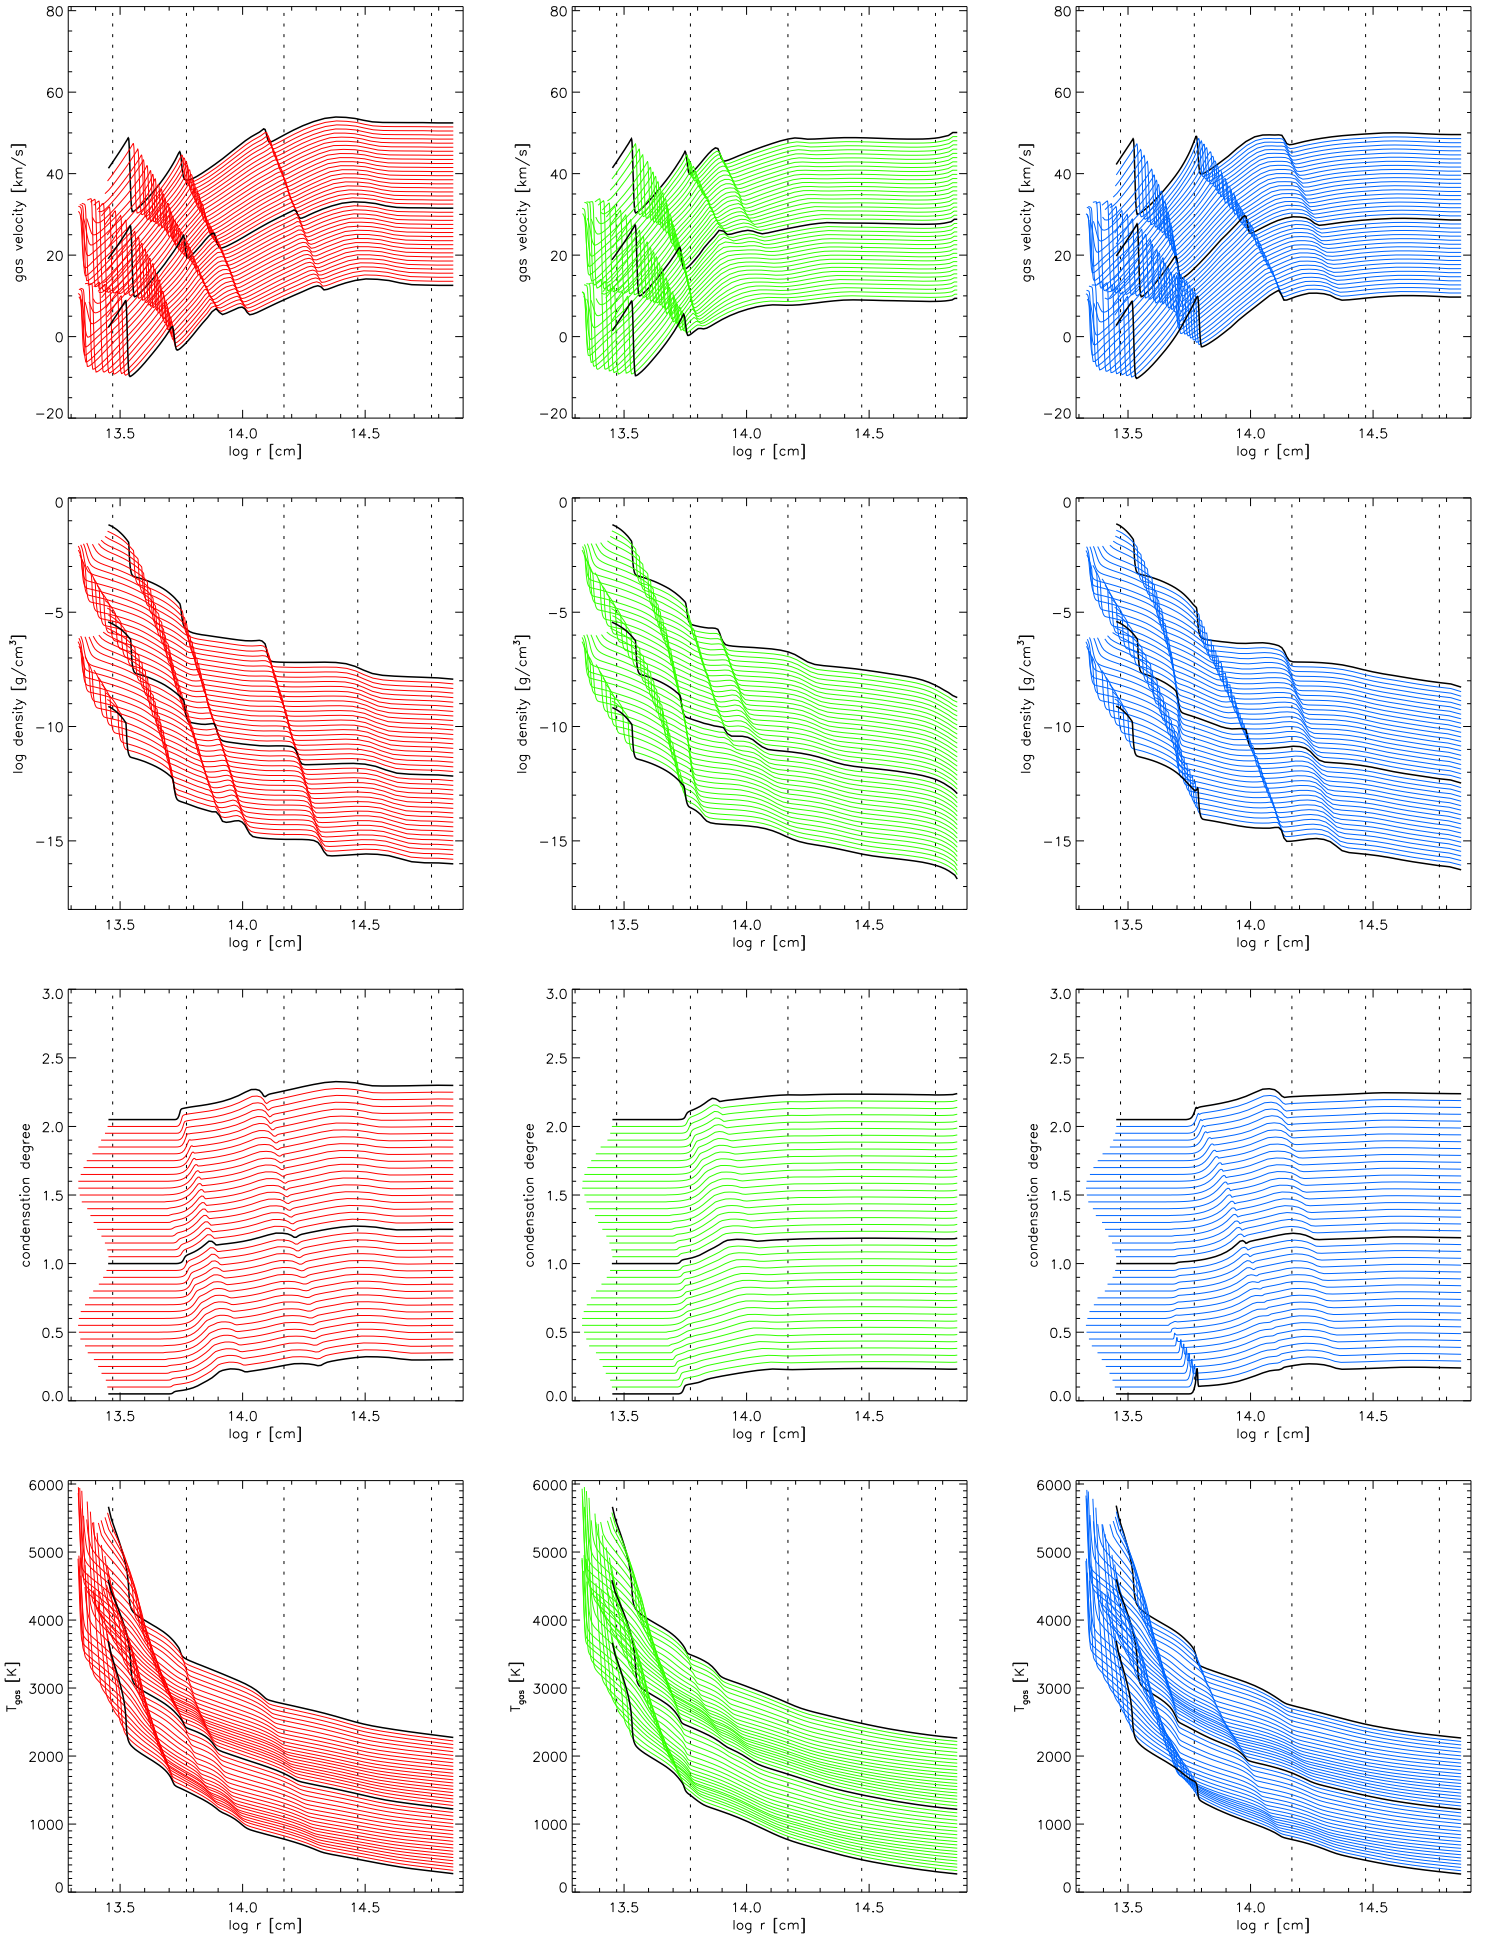 80 80 80
60 60 60
40 40 40
20 20 20
0 0 0
−20 −20 −20
gas velocity [km/s] gas velocity [km/s] gas velocity [km/s]
13.5 14.0 14.5 13.5 14.0 14.5 13.5 14.0 14.5
log r [cm] log r [cm] log r [cm]
0 0 0
−5 −5 −5
−10 −10 −10
−15 −15 −15
log density [g/cm³] log density [g/cm³] log density [g/cm³]
13.5 14.0 14.5 13.5 14.0 14.5 13.5 14.0 14.5
log r [cm] log r [cm] log r [cm]
3.0 3.0 3.0
2.5 2.5 2.5
2.0 2.0 2.0
1.5 1.5 1.5
1.0 1.0 1.0
0.5 0.5 0.5
0.0 0.0 0.0
condensation degree condensation degree condensation degree
13.5 14.0 14.5 13.5 14.0 14.5 13.5 14.0 14.5
log r [cm] log r [cm] log r [cm]
6000 6000 6000
5000 5000 5000
4000 4000 4000
3000 3000 3000
2000 2000 2000
1000 1000 1000
0 0 0
Tgas [K] Tgas [K] Tgas [K]
13.5 14.0 14.5 13.5 14.0 14.5 13.5 14.0 14.5
log r [cm] log r [cm] log r [cm]